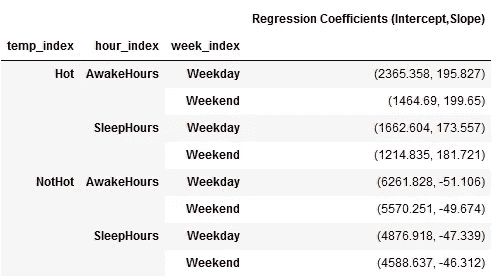 Regression Coefficients (Intercept,Slope)
temp_index hour_index week_index
Hot AwakeHours Weekday (2365.358, 195.827)
Weekend (1464.69, 199.65)
SleepHours Weekday (1662.604, 173.557)
Weekend (1214.835, 181.721)
NotHot AwakeHours Weekday (6261.828, -51.106)
Weekend (5570.251, -49.674)
SleepHours Weekday (4876.918, -47.339)
Weekend (4588.637, -46.312)